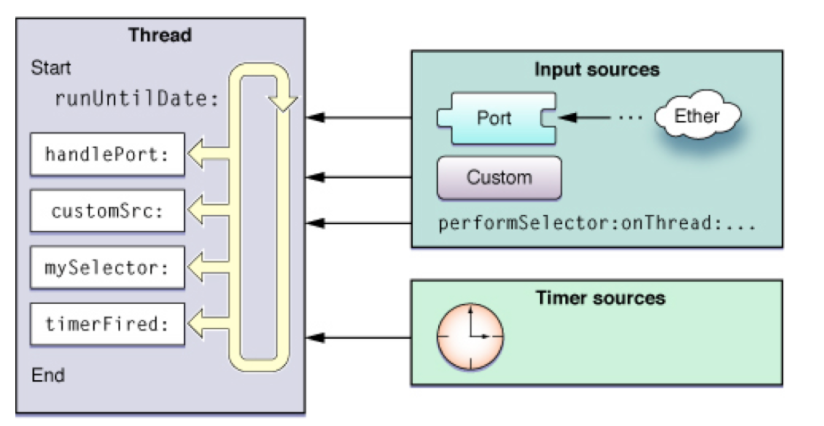 Thread
Start
runUntilDate:
handlePort:
customSrc:
mySelector:
timerFired:
End
Input sources
Port
...
Ether
Custom
performSelector:onThread:...
Timer sources